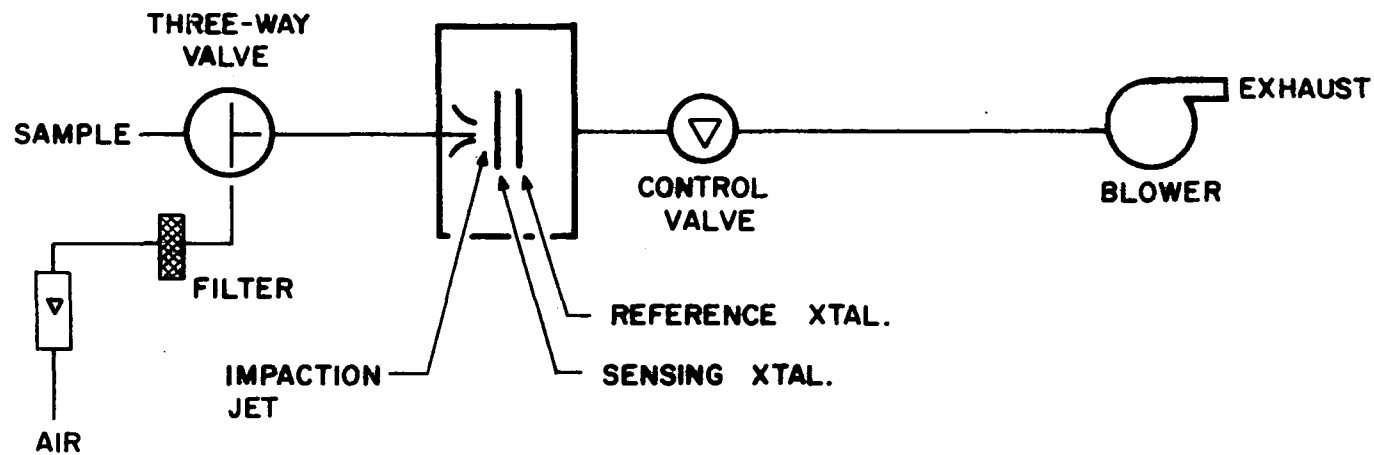 THREE-WAY
VALVE
EXHAUST
SAMPLE
CONTROL
VALVE
BLOWER
FILTER
REFERENCE XTAL.
IMPACTION
JET
SENSING XTAL.
AIR